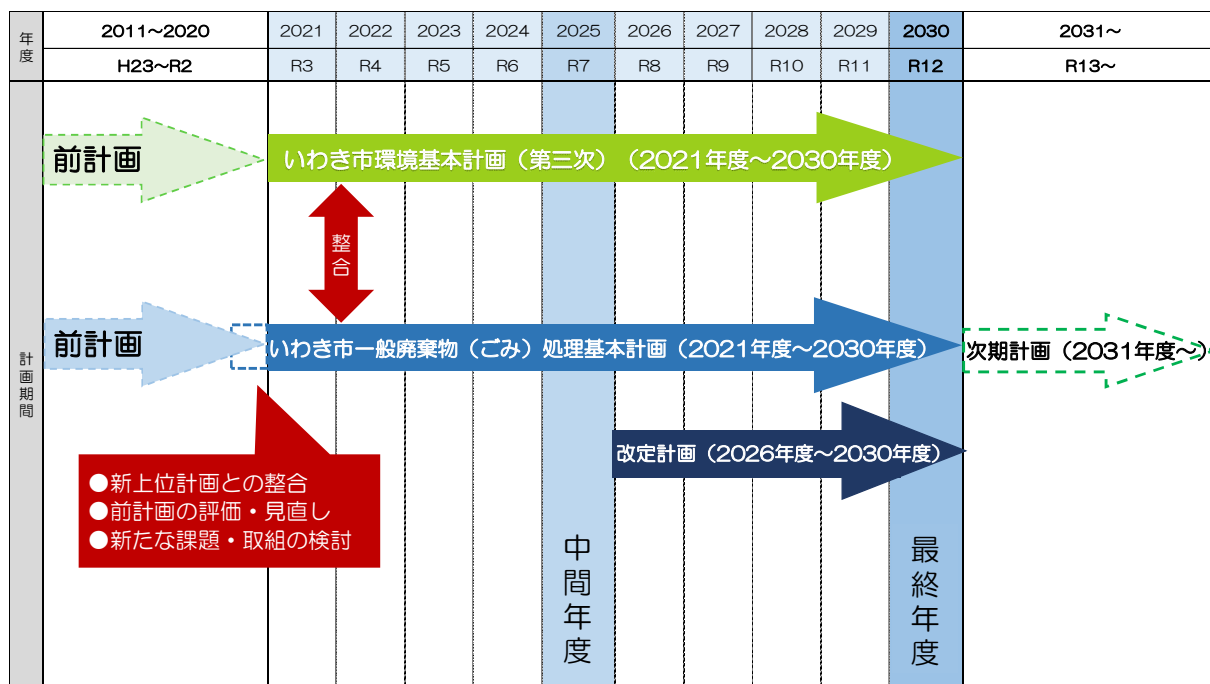 年度
2011～2020 2021 2022 2023 2024 2025 2026 2027 2028 2029 2030 2031～
H23～R2 R3 R4 R5 R6 R7 R8 R9 R10 R11 R12 R13～
計画期間
前計画
いわき市環境基本計画（第三次）（2021年度～2030年度）
整合
前計画
いわき市一般廃棄物（ごみ）処理基本計画（2021年度～2030年度）
次期計画（2031年度～）
改定計画（2026年度～2030年度）
●新上位計画との整合
●前計画の評価・見直し
●新たな課題・取組の検討
中間年度
最終年度